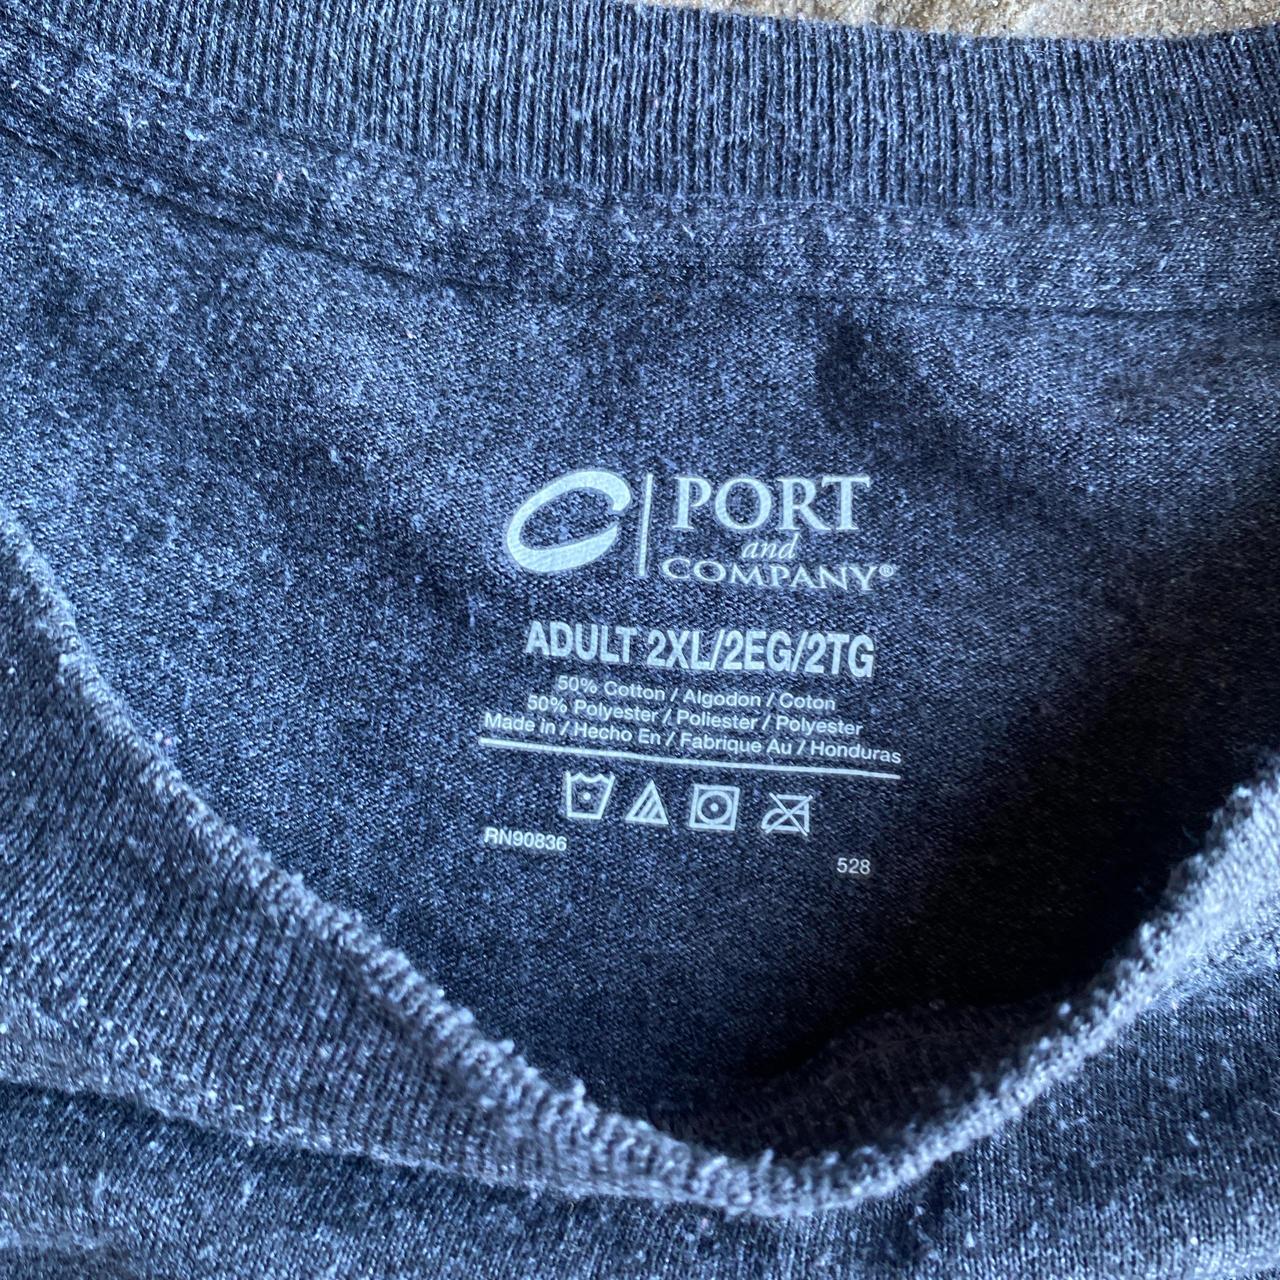 PORT
and
COMPANY®
ADULT 2XL/2EG/2TG
50% Cotton / Algodon / Coton
50% Polyester / Poliester / Polyester
Made in / Hecho En / Fabrique Au / Honduras
RN90836
528